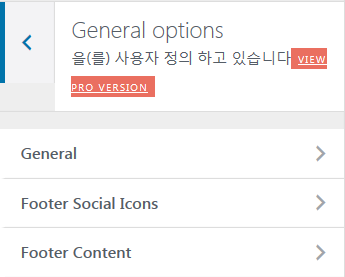 General options
을(를) 사용자 정의 하고 있습니다 VIEW
PRO VERSION
General
Footer Social Icons
Footer Content